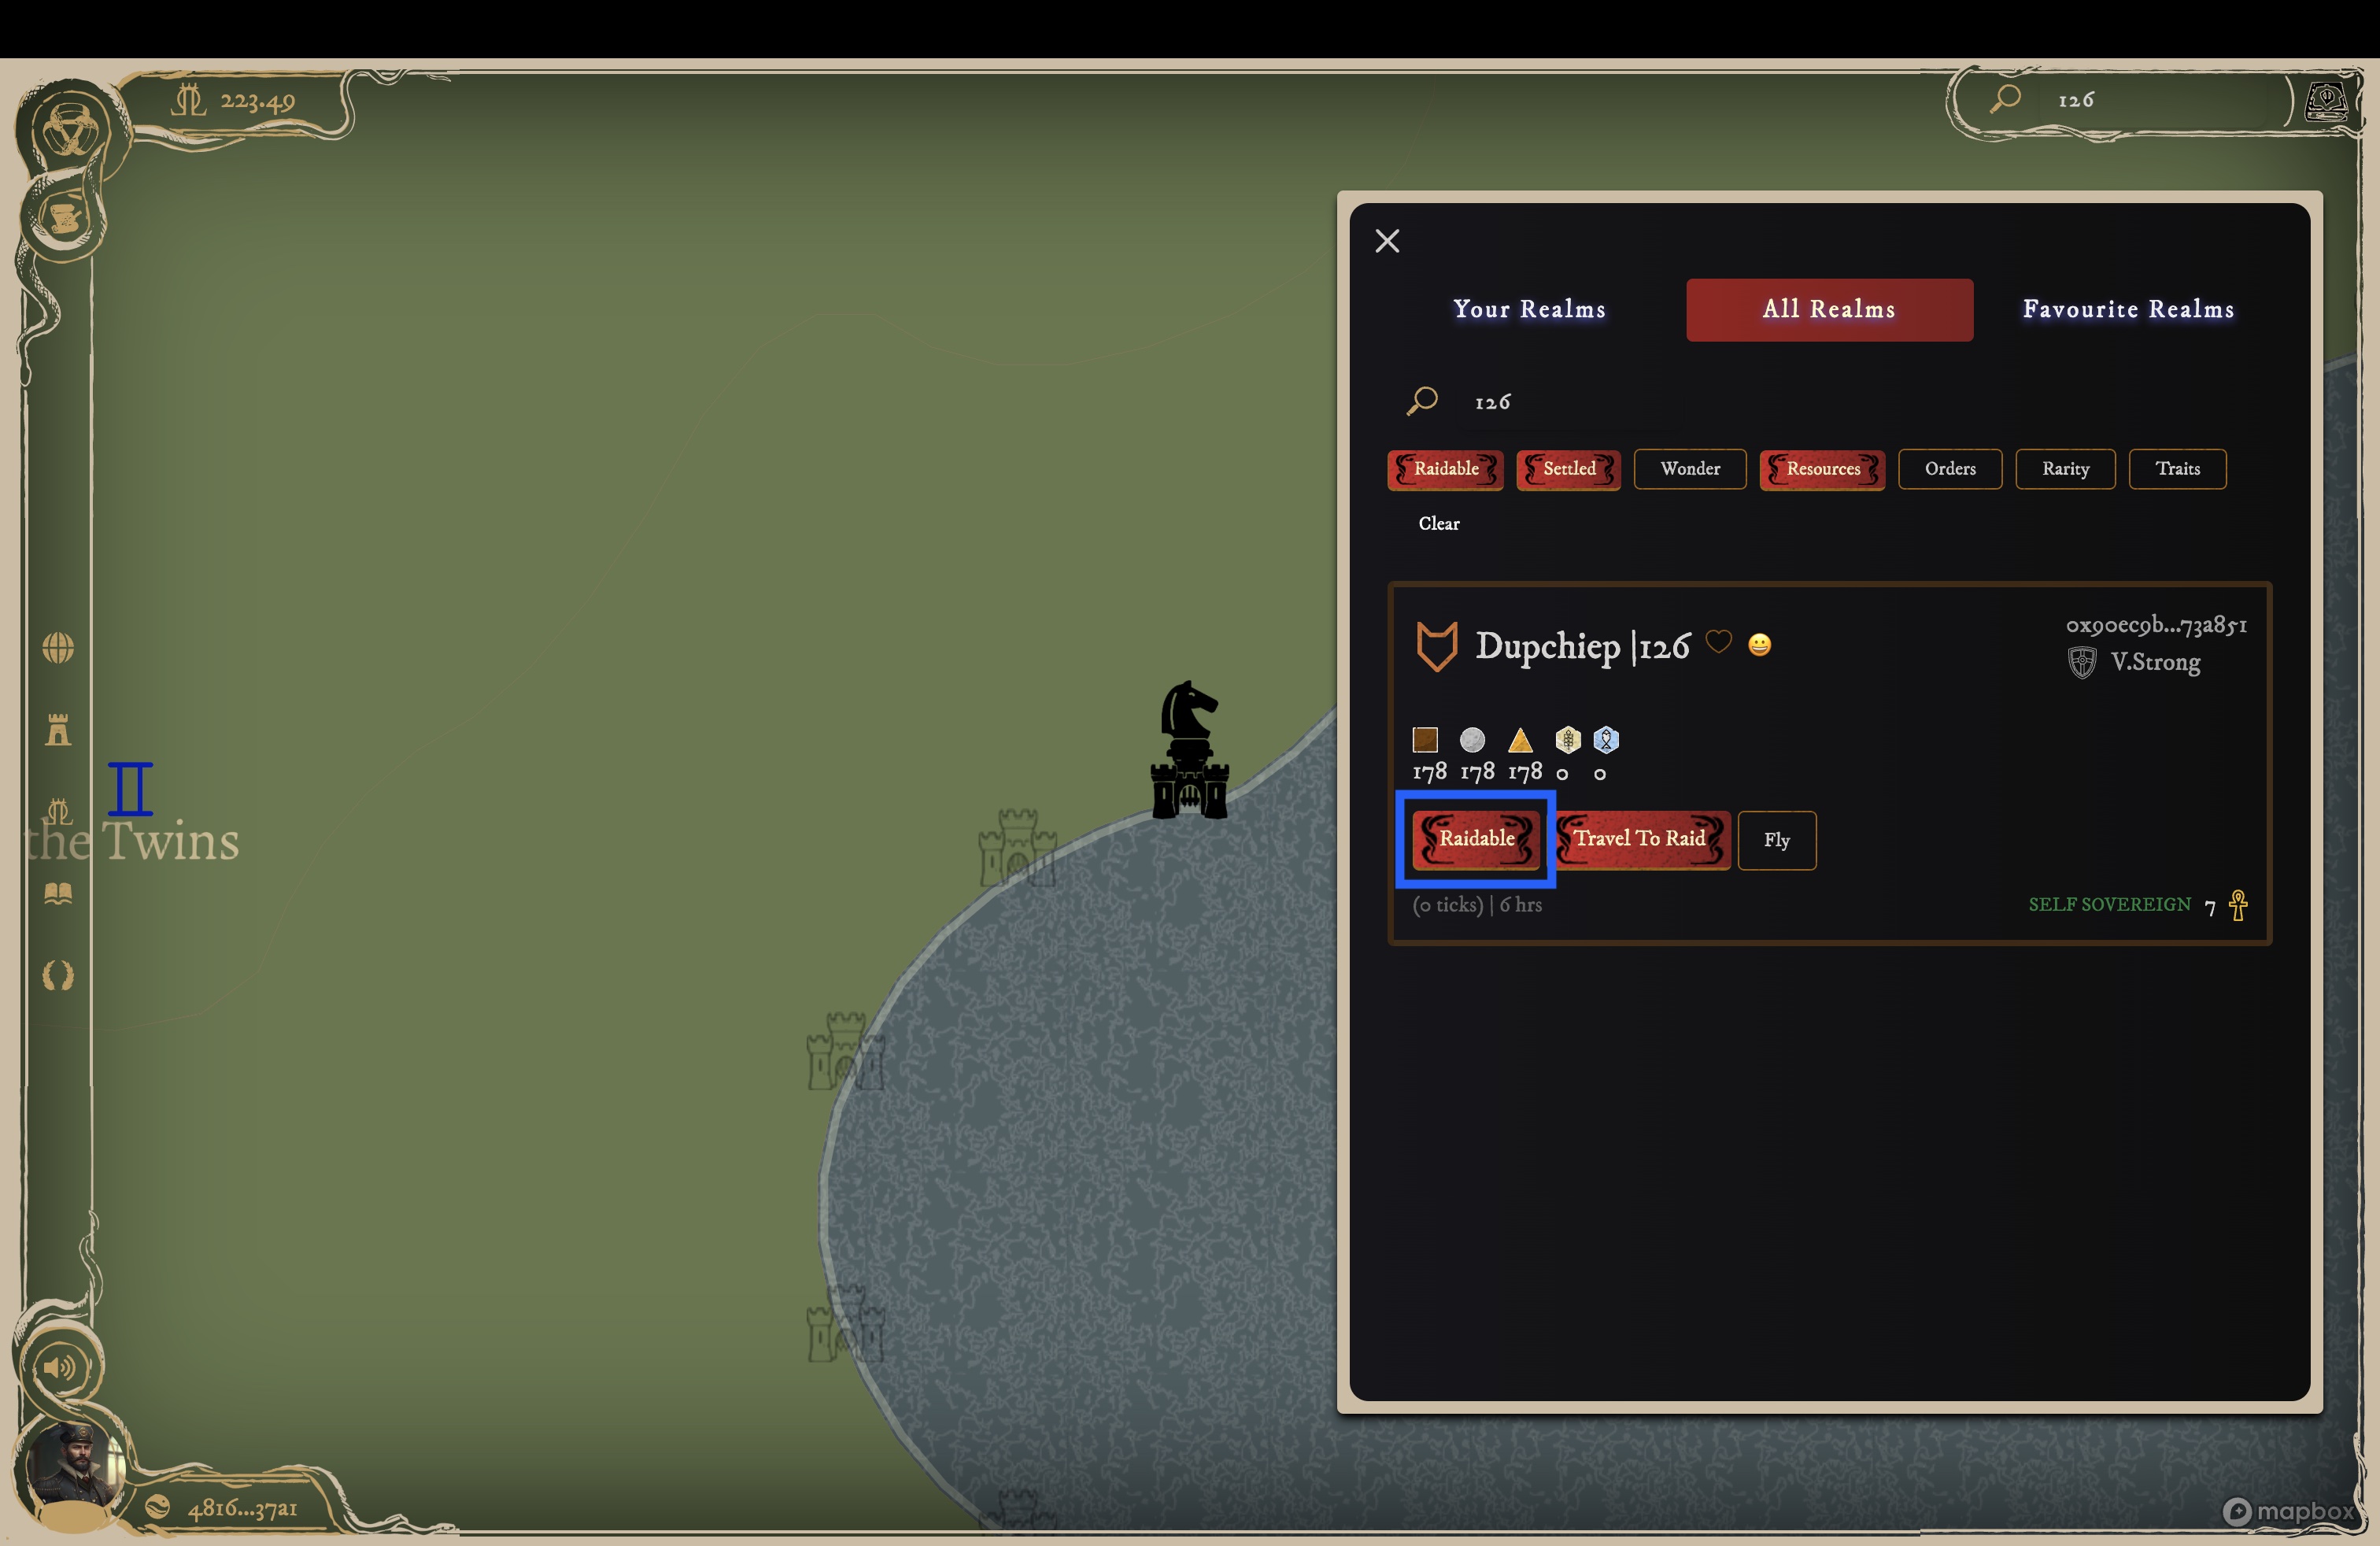 223.49
126
Your Realms All Realms Favourite Realms
126
Raidable Settled Wonder Resources Orders Rarity Traits
Clear
Dupchiep |126 😀
0x90ec9b...73a851
V.Strong
178 178 178 0 0
Raidable Travel To Raid Fly
(0 ticks) | 6 hrs
SELF SOVEREIGN 7
the Twins
4816...37a1
mapbox